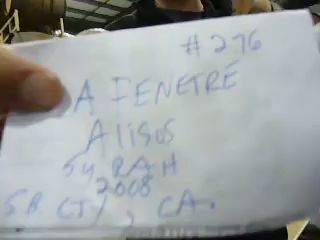 #276
A FENETRÉ
Alisos
SYRAH
2008
SB CTY, CA.